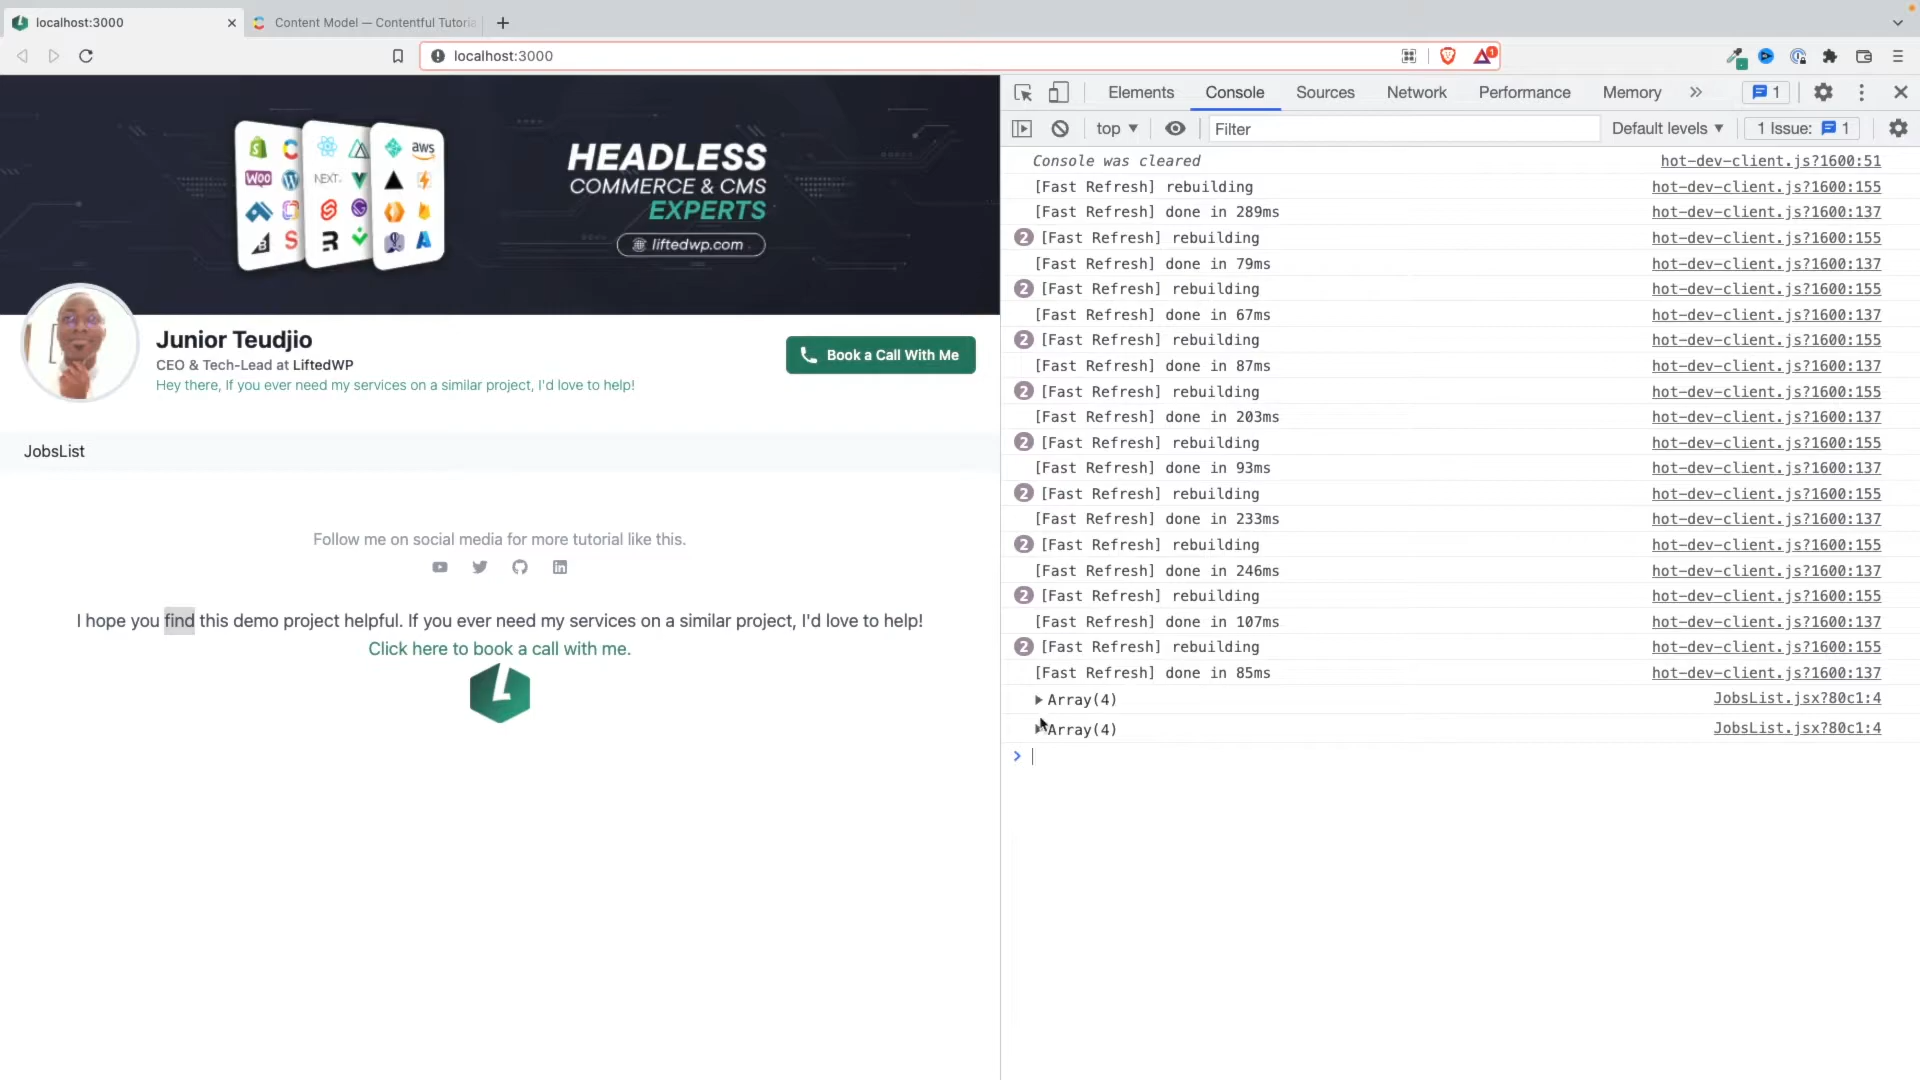 localhost:3000
Content Model — Contentful Tutoria
localhost:3000
1
HEADLESS
COMMERCE & CMS
EXPERTS
liftedwp.com
aws
WOO
NEXT
Junior Teudjio
CEO & Tech-Lead at LiftedWP
Hey there, If you ever need my services on a similar project, I'd love to help!
Book a Call With Me
JobsList
Follow me on social media for more tutorial like this.
I hope you find this demo project helpful. If you ever need my services on a similar project, I'd love to help!
Click here to book a call with me.
Elements Console Sources Network Performance Memory 1
top Filter Default levels 1 Issue: 1
Console was cleared hot-dev-client.js?1600:51
[Fast Refresh] rebuilding hot-dev-client.js?1600:155
[Fast Refresh] done in 289ms hot-dev-client.js?1600:137
2 [Fast Refresh] rebuilding hot-dev-client.js?1600:155
[Fast Refresh] done in 79ms hot-dev-client.js?1600:137
2 [Fast Refresh] rebuilding hot-dev-client.js?1600:155
[Fast Refresh] done in 67ms hot-dev-client.js?1600:137
2 [Fast Refresh] rebuilding hot-dev-client.js?1600:155
[Fast Refresh] done in 87ms hot-dev-client.js?1600:137
2 [Fast Refresh] rebuilding hot-dev-client.js?1600:155
[Fast Refresh] done in 203ms hot-dev-client.js?1600:137
2 [Fast Refresh] rebuilding hot-dev-client.js?1600:155
[Fast Refresh] done in 93ms hot-dev-client.js?1600:137
2 [Fast Refresh] rebuilding hot-dev-client.js?1600:155
[Fast Refresh] done in 233ms hot-dev-client.js?1600:137
2 [Fast Refresh] rebuilding hot-dev-client.js?1600:155
[Fast Refresh] done in 246ms hot-dev-client.js?1600:137
2 [Fast Refresh] rebuilding hot-dev-client.js?1600:155
[Fast Refresh] done in 107ms hot-dev-client.js?1600:137
2 [Fast Refresh] rebuilding hot-dev-client.js?1600:155
[Fast Refresh] done in 85ms hot-dev-client.js?1600:137
Array(4) JobsList.jsx?80c1:4
Array(4) JobsList.jsx?80c1:4